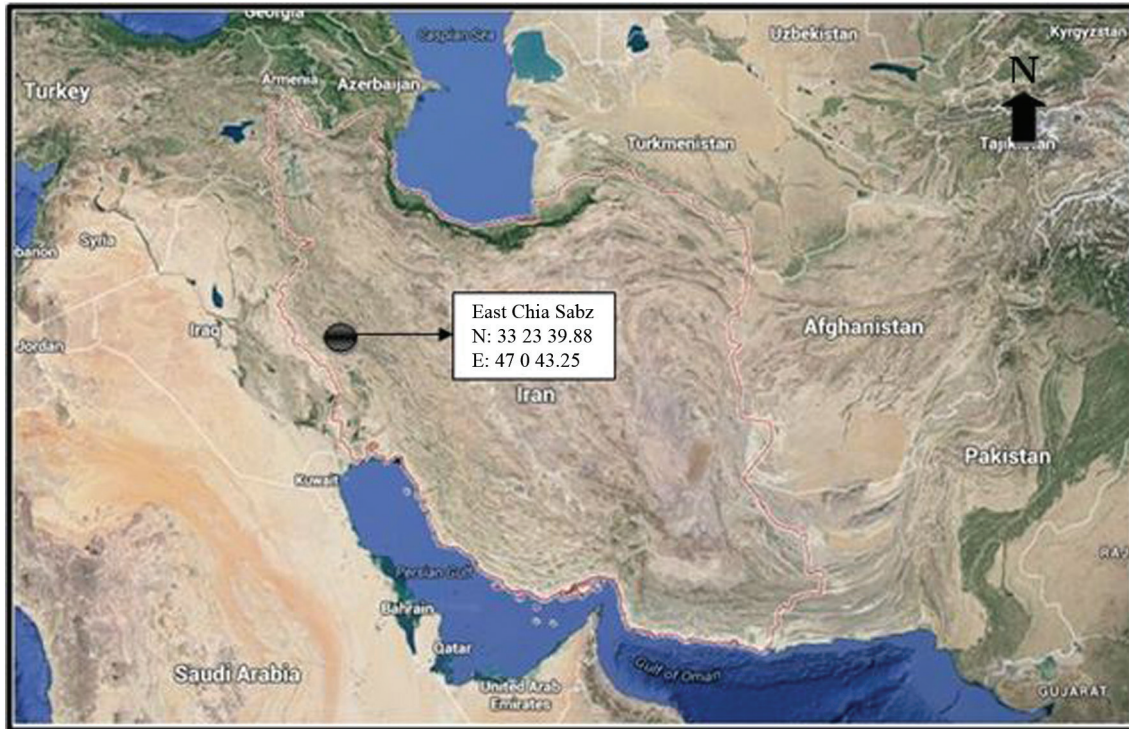 Georgia
Caspian Sea
Uzbekistan
Kyrgyzstan
Armenia
Azerbaijan
N
Turkey
Turkmenistan
Tajikistan
Syria
banon
East Chia Sabz
N: 33 23 39.88
E: 47 0 43.25
Iraq
Jordan
Afghanistan
Iran
Pakistan
Kuwait
RAJ
Persian Gulf
Bahrain
Qatar
Saudi Arabia
Gulf of Oman
United Arab
Emirates
GUJARAT